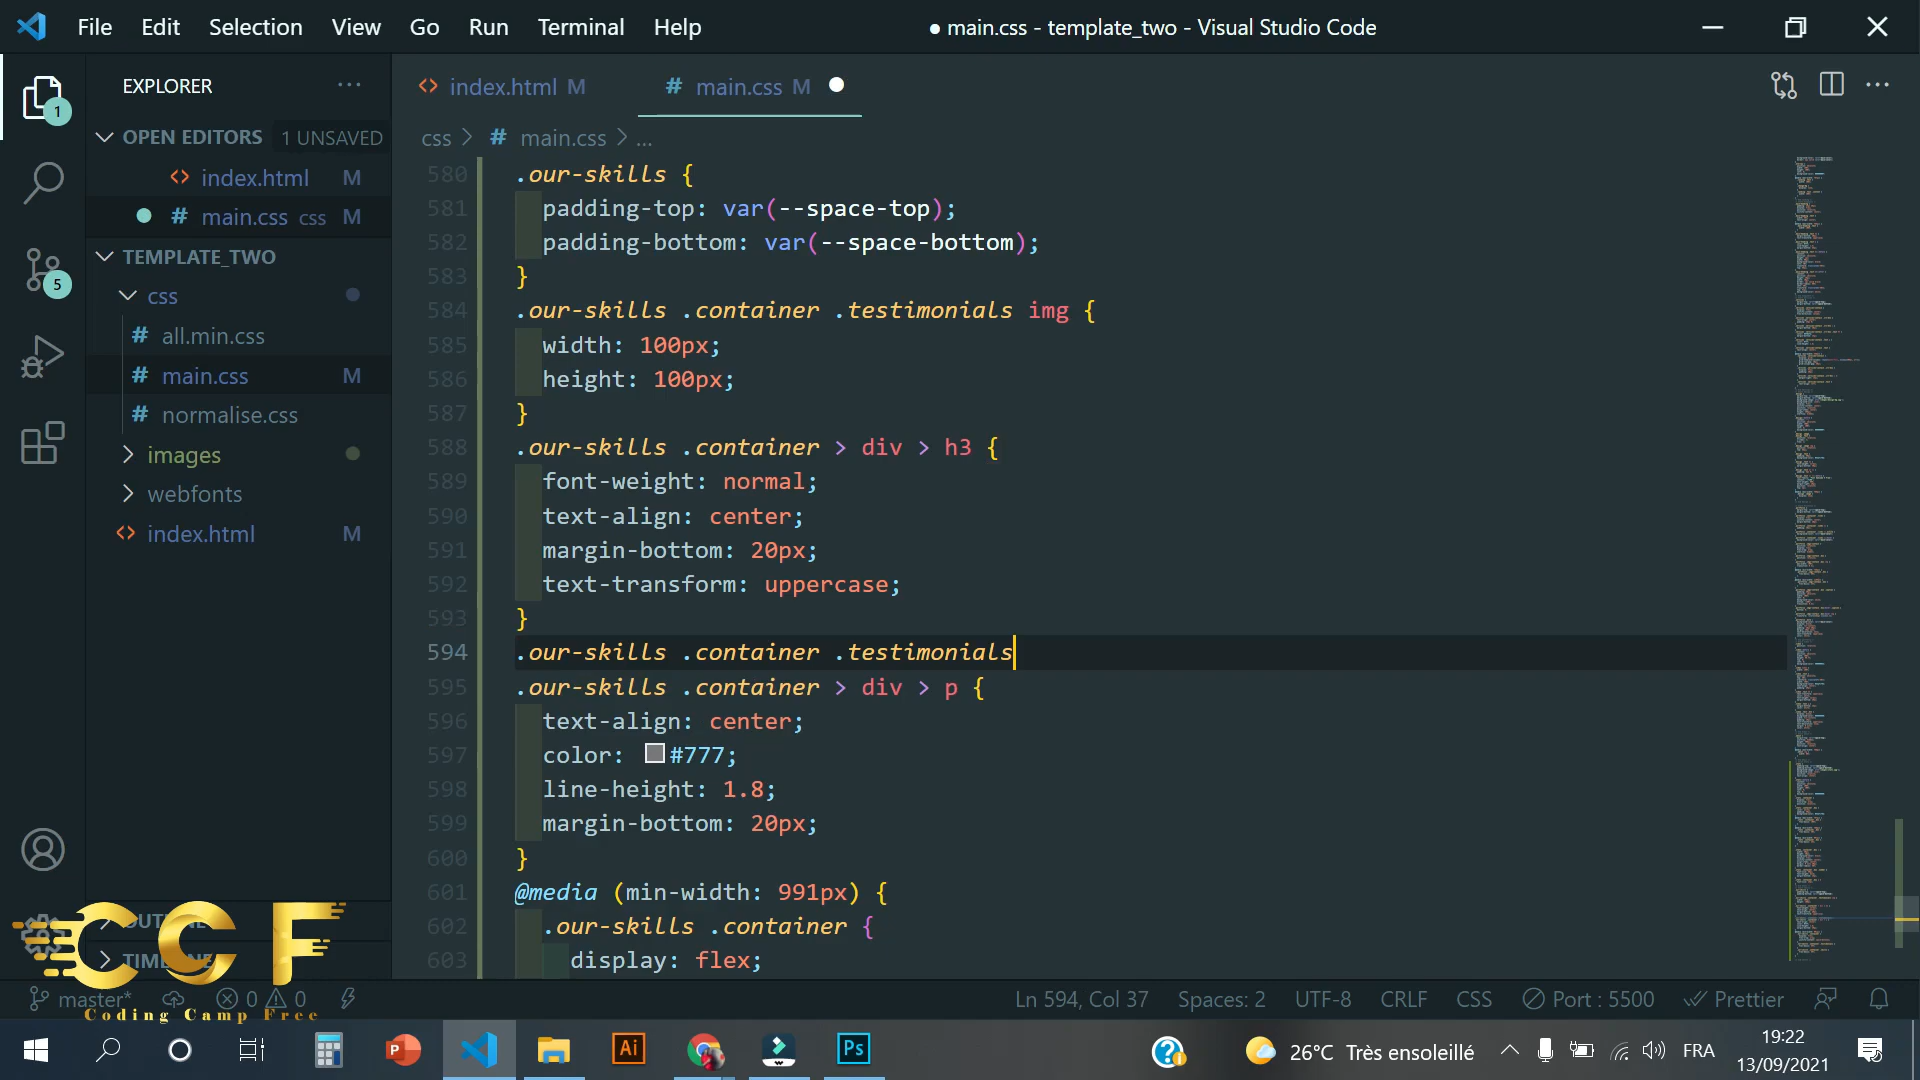 File Edit Selection View Go Run Terminal Help
● main.css - template_two - Visual Studio Code
EXPLORER
OPEN EDITORS 1 UNSAVED
index.html M
main.css css M
TEMPLATE_TWO
css
all.min.css
main.css M
normalise.css
images
webfonts
index.html M
OUTLINE
TIMELINE
1
5
index.html M
# main.css M
css > # main.css > ...
580 .our-skills {
581 padding-top: var(--space-top);
582 padding-bottom: var(--space-bottom);
583 }
584 .our-skills .container .testimonials img {
585 width: 100px;
586 height: 100px;
587 }
588 .our-skills .container > div > h3 {
589 font-weight: normal;
590 text-align: center;
591 margin-bottom: 20px;
592 text-transform: uppercase;
593 }
594 .our-skills .container .testimonials
595 .our-skills .container > div > p {
596 text-align: center;
597 color: #777;
598 line-height: 1.8;
599 margin-bottom: 20px;
600 }
601 @media (min-width: 991px) {
602 .our-skills .container {
603 display: flex;
CCF
Coding Camp Free
master* 0 0
Ln 594, Col 37 Spaces: 2 UTF-8 CRLF CSS Port : 5500 Prettier
P Ai Ps
26°C Très ensoleillé FRA
19:22
13/09/2021